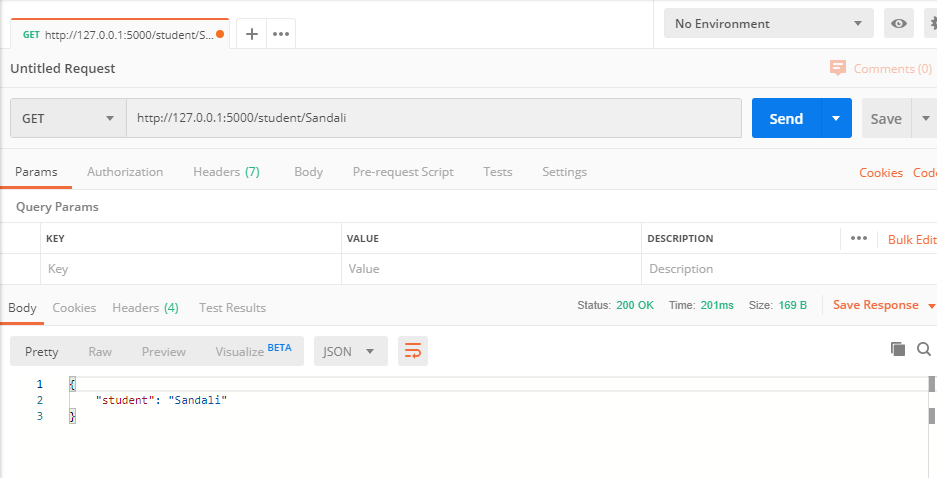 GET http://127.0.0.1:5000/student/S... + ••• No Environment
Untitled Request Comments (0)
GET http://127.0.0.1:5000/student/Sandali Send Save
Params Authorization Headers (7) Body Pre-request Script Tests Settings Cookies Code
Query Params
KEY VALUE DESCRIPTION ••• Bulk Edit
Key Value Description
Body Cookies Headers (4) Test Results Status: 200 OK Time: 201ms Size: 169 B Save Response
Pretty Raw Preview Visualize BETA JSON
1 {
2 "student": "Sandali"
3 }